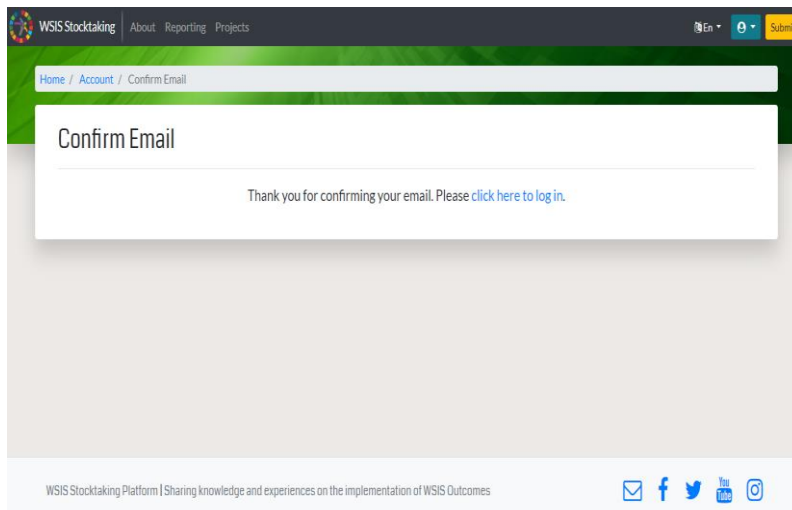 WSIS Stocktaking About Reporting Projects En Submi
Home / Account / Confirm Email
Confirm Email
Thank you for confirming your email. Please click here to log in.
WSIS Stocktaking Platform | Sharing knowledge and experiences on the implementation of WSIS Outcomes
You
Tube